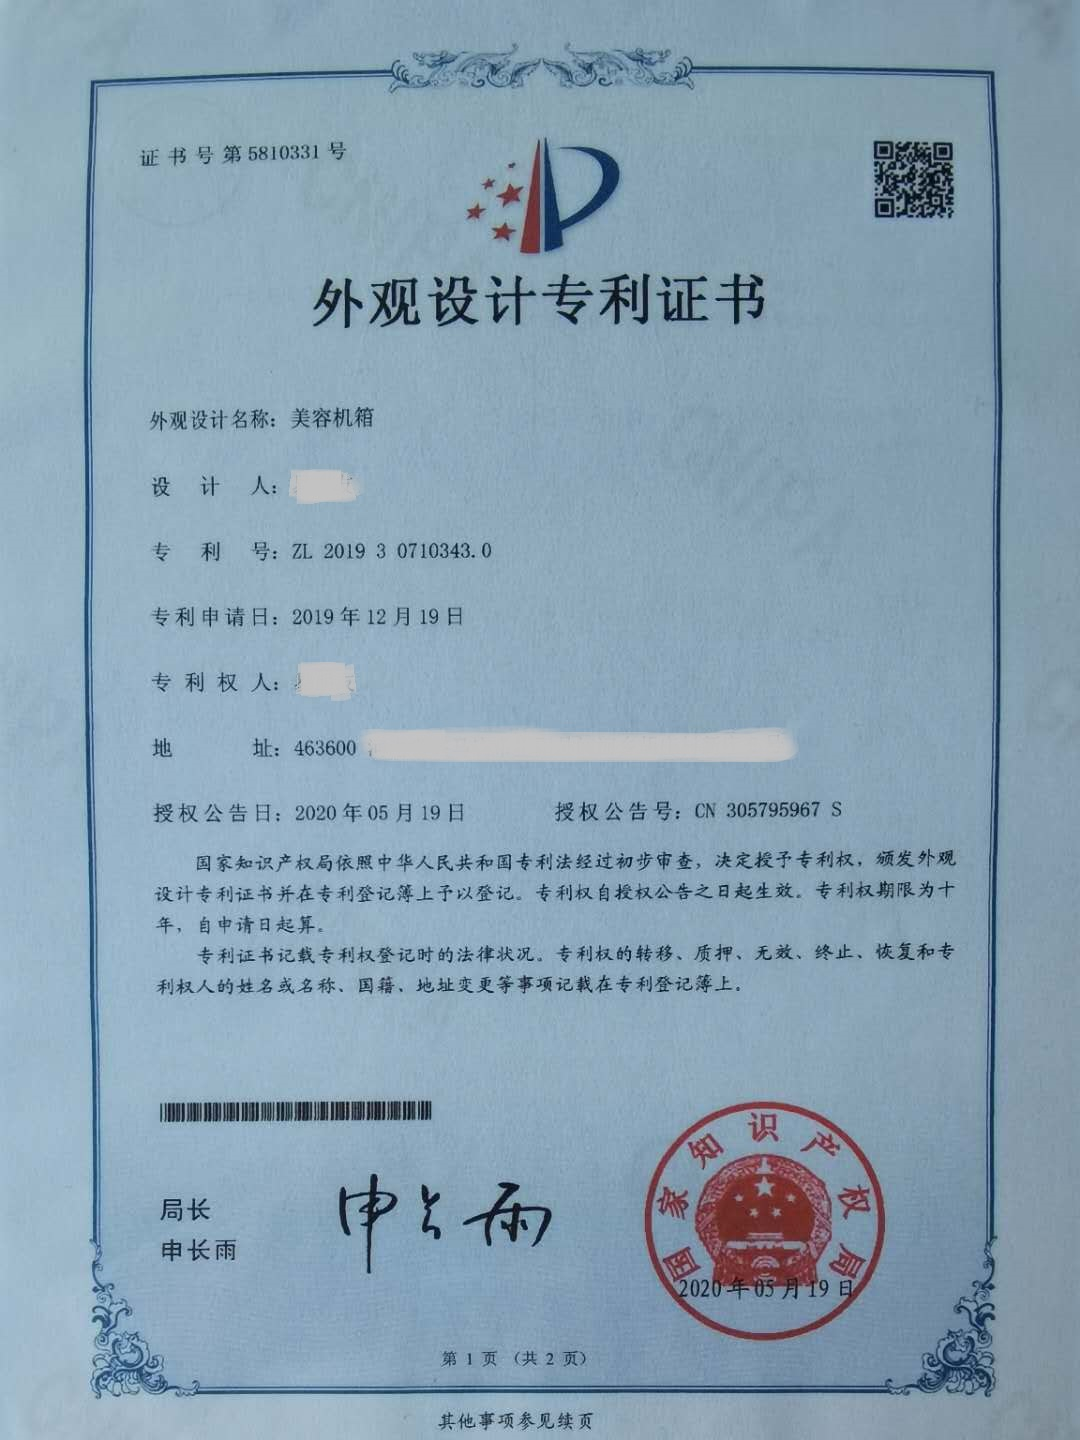 证书号第5810331号
外观设计专利证书
外观设计名称：美容机箱
设计人：
专利号：ZL 2019 3 0710343.0
专利申请日：2019年12月19日
专利权人：
地址：463600
授权公告日：2020年05月19日 授权公告号：CN 305795967 S
国家知识产权局依照中华人民共和国专利法经过初步审查，决定授予专利权，颁发外观
设计专利证书并在专利登记簿上予以登记。专利权自授权公告之日起生效。专利权期限为十
年，自申请日起算。
专利证书记载专利权登记时的法律状况。专利权的转移、质押、无效、终止、恢复和专
利权人的姓名或名称、国籍、地址变更等事项记载在专利登记簿上。
局长
申长雨
申长雨
国家知识产权局
2020年05月19日
第1页（共2页）
其他事项参见续页